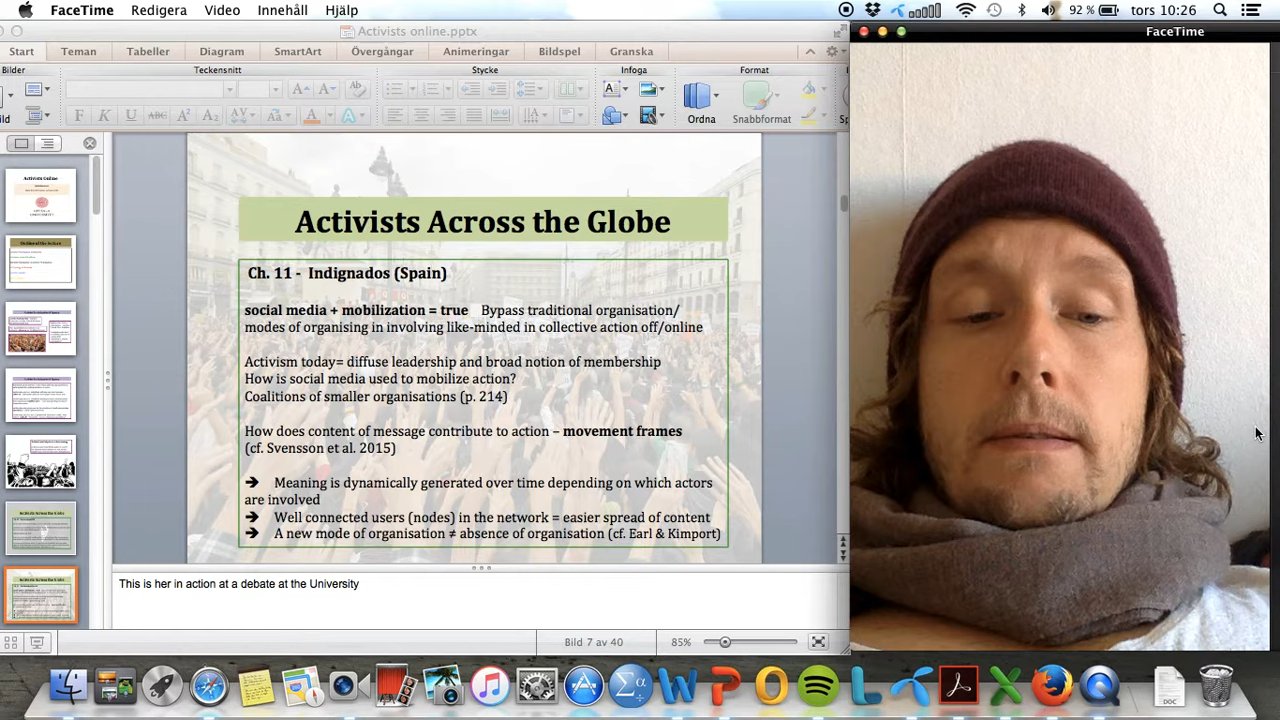 FaceTime Redigera Video Innehåll Hjälp 92 % tors 10:26
Activists online.pptx
FaceTime
Start Teman Tabeller Diagram SmartArt Övergångar Animeringar Bildspel Granska
Bilder Teckensnitt Stycke Infoga Format
F K U ABC A² A₂ AV Aa A
Ordna Snabbformat
Activists Across the Globe
Ch. 11 - Indignados (Spain)
social media + mobilization = true Bypass traditional organisation/
modes of organising in involving like-minded in collective action off/online
Activism today= diffuse leadership and broad notion of membership
How is social media used to mobilize action?
Coalitions of smaller organisations (p. 214)
How does content of message contribute to action – movement frames
(cf. Svensson et al. 2015)
➔ Meaning is dynamically generated over time depending on which actors
are involved
➔ Well connected users (nodes) in the network = easier spread of content
➔ A new mode of organisation ≠ absence of organisation (cf. Earl & Kimport)
This is her in action at a debate at the University
Bild 7 av 40 85%
DOC